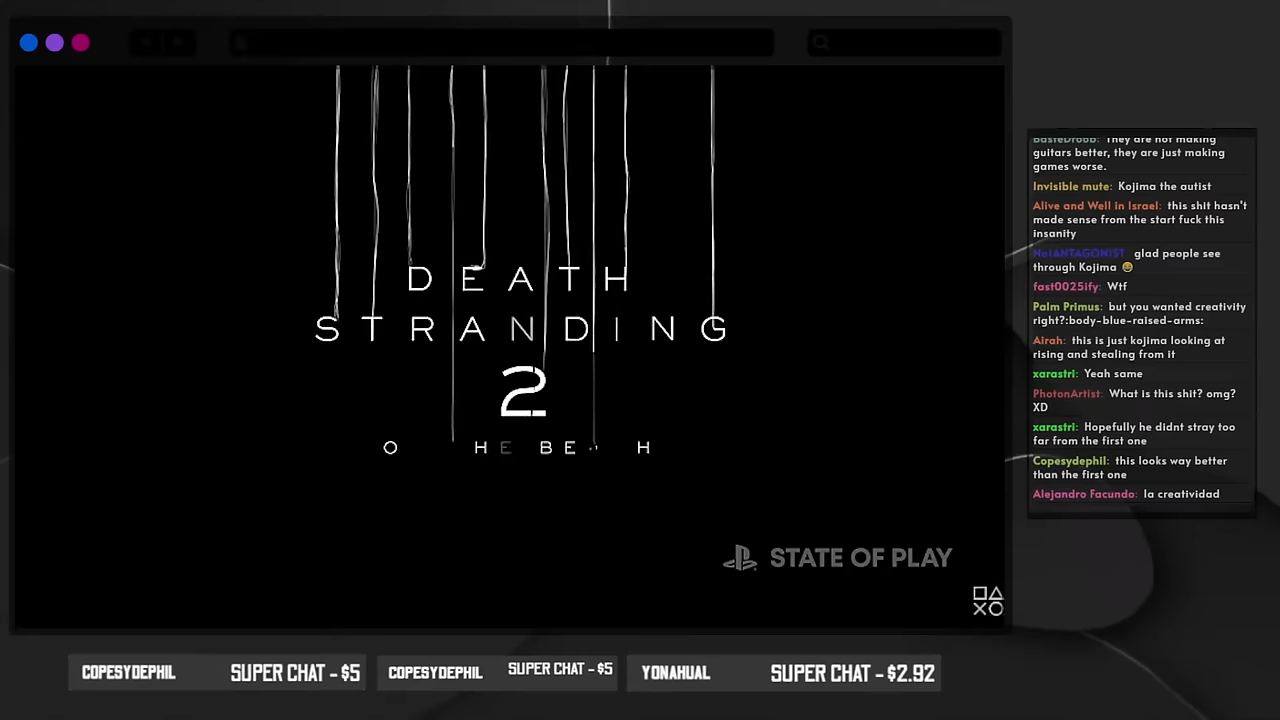 DEATH
STRANDING
2
O HE BE H
STATE OF PLAY
BasteDroob: They are not making
guitars better, they are just making
games worse.
Invisible mute: Kojima the autist
Alive and Well in Israel: this shit hasn't
made sense from the start fuck this
insanity
NotANTAGONIST glad people see
through Kojima 😂
fast0025ify: Wtf
Palm Primus: but you wanted creativity
right?:body-blue-raised-arms:
Airah: this is just kojima looking at
rising and stealing from it
xarastri: Yeah same
PhotonArtist: What is this shit? omg?
XD
xarastri: Hopefully he didnt stray too
far from the first one
Copesydephil: this looks way better
than the first one
Alejandro Facundo: la creatividad
COPESYDEPHIL SUPER CHAT - $5
COPESYDEPHIL SUPER CHAT - $5
YONAHUAL SUPER CHAT - $2.92